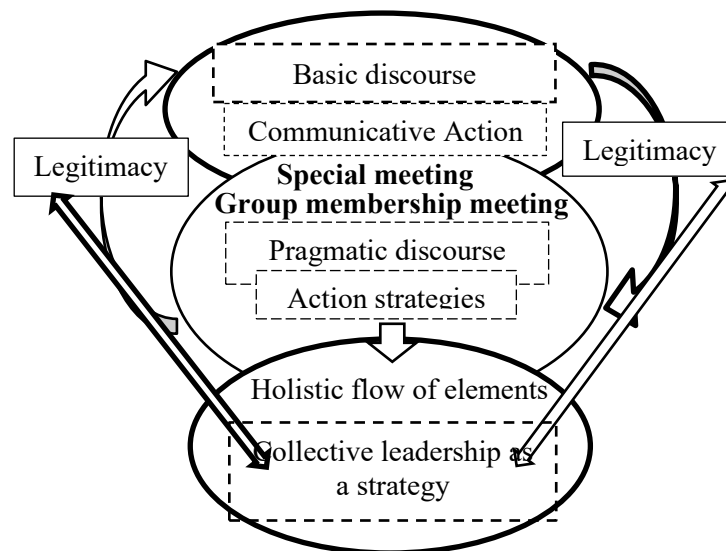 Basic discourse
Communicative Action
Legitimacy
Legitimacy
Special meeting
Group membership meeting
Pragmatic discourse
Action strategies
Holistic flow of elements
Collective leadership as
a strategy